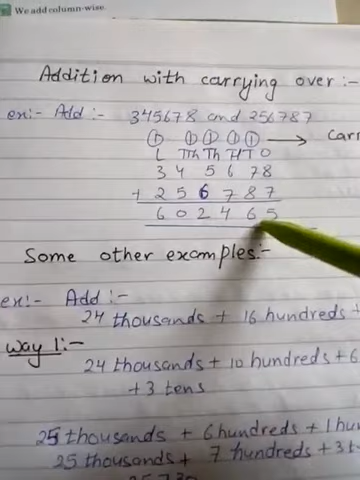 We add column-wise.
Addition with carrying over:-
ex:- Add :- 345678 and 256787
① ① ① ① ① → carr
L TTh Th H T O
3 4 5 6 7 8
+ 2 5 6 7 8 7
6 0 2 4 6 5
Some other examples:-
ex:- Add :-
24 thousands + 16 hundreds +
Way 1:-
24 thousands + 10 hundreds + 6
+ 3 tens
25 thousands + 6 hundreds + 1 hun
25 thousands + 7 hundreds + 3 t